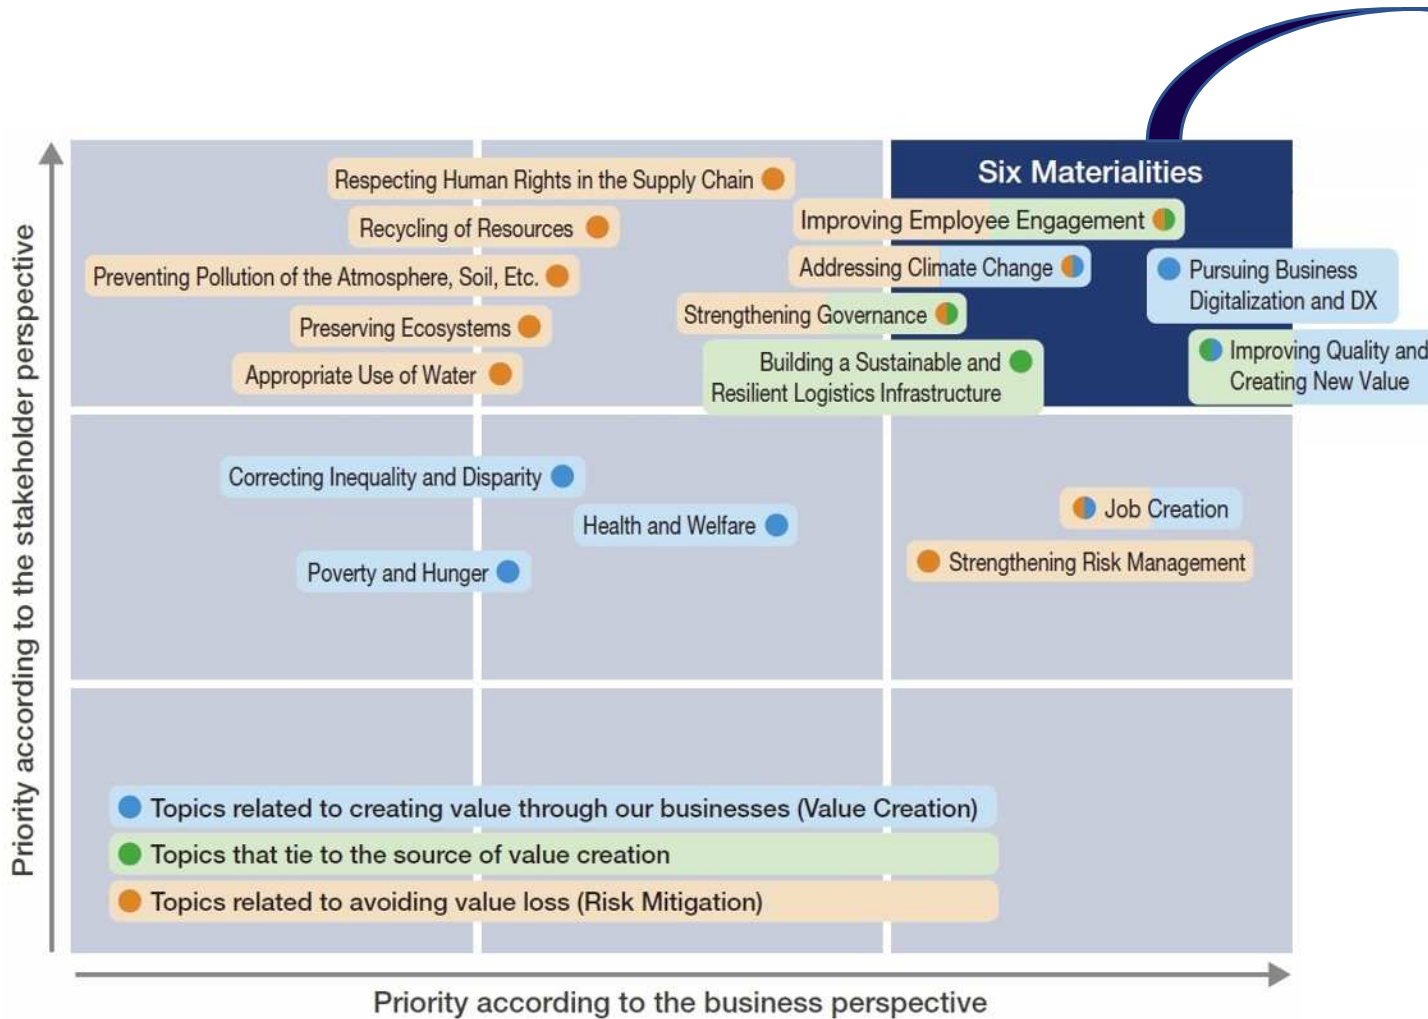 Priority according to the stakeholder perspective
Six Materialities
Respecting Human Rights in the Supply Chain
Improving Employee Engagement
Recycling of Resources
Addressing Climate Change
Pursuing Business
Digitalization and DX
Preventing Pollution of the Atmosphere, Soil, Etc.
Strengthening Governance
Preserving Ecosystems
Building a Sustainable and
Resilient Logistics Infrastructure
Improving Quality and
Creating New Value
Appropriate Use of Water
Correcting Inequality and Disparity
Job Creation
Health and Welfare
Strengthening Risk Management
Poverty and Hunger
Topics related to creating value through our businesses (Value Creation)
Topics that tie to the source of value creation
Topics related to avoiding value loss (Risk Mitigation)
Priority according to the business perspective